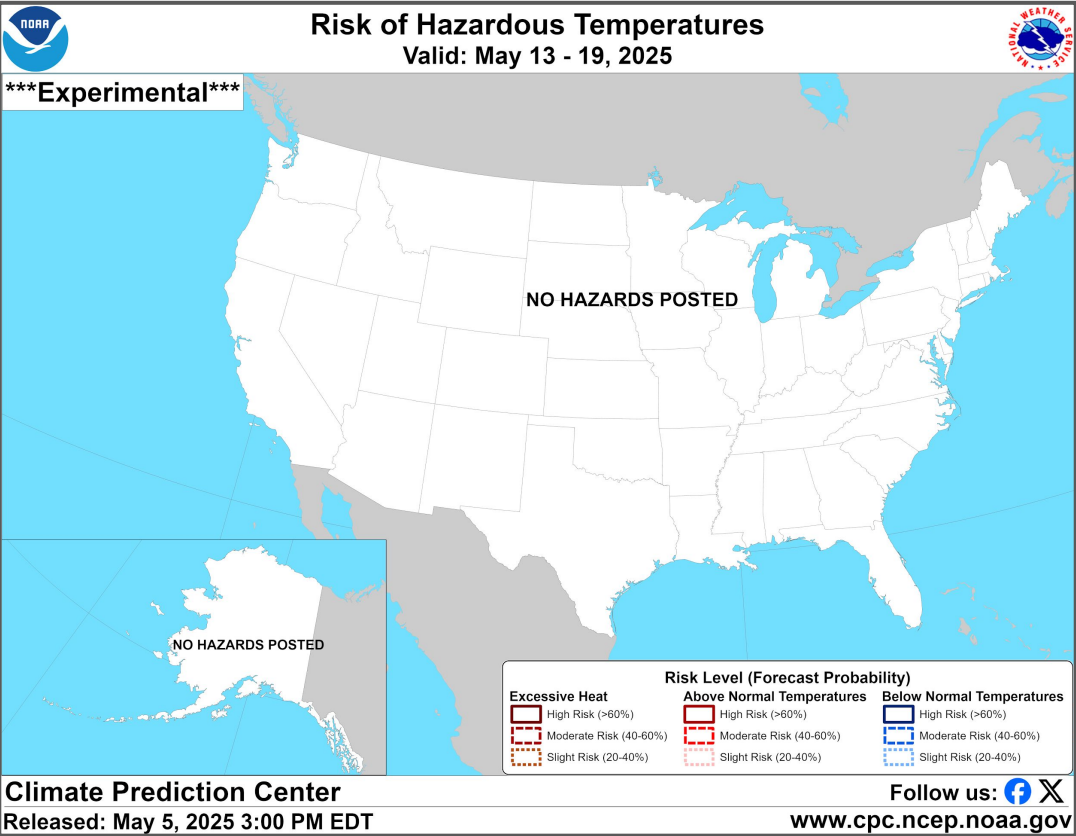 NOAA
Risk of Hazardous Temperatures
Valid: May 13 - 19, 2025
NATIONAL WEATHER SERVICE
***Experimental***
NO HAZARDS POSTED
NO HAZARDS POSTED
Risk Level (Forecast Probability)
Excessive Heat
High Risk (>60%)
Moderate Risk (40-60%)
Slight Risk (20-40%)
Above Normal Temperatures
High Risk (>60%)
Moderate Risk (40-60%)
Slight Risk (20-40%)
Below Normal Temperatures
High Risk (>60%)
Moderate Risk (40-60%)
Slight Risk (20-40%)
Climate Prediction Center
Follow us:
Released: May 5, 2025 3:00 PM EDT
www.cpc.ncep.noaa.gov